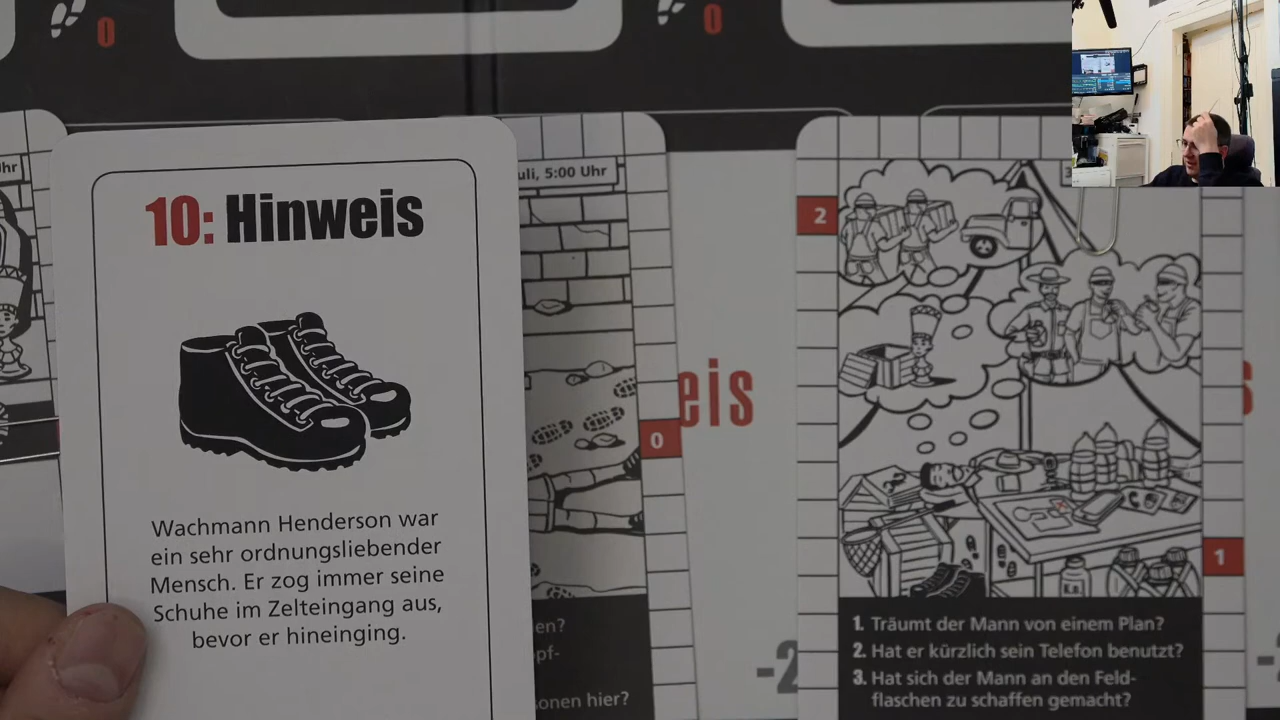 0
0
Uhr
10: Hinweis
Wachmann Henderson war
ein sehr ordnungsliebender
Mensch. Er zog immer seine
Schuhe im Zelteingang aus,
bevor er hineinging.
uli, 5:00 Uhr
0
en?
pf-
onen hier?
eis
-2
2
1
1. Träumt der Mann von einem Plan?
2. Hat er kürzlich sein Telefon benutzt?
3. Hat sich der Mann an den Feld-
flaschen zu schaffen gemacht?